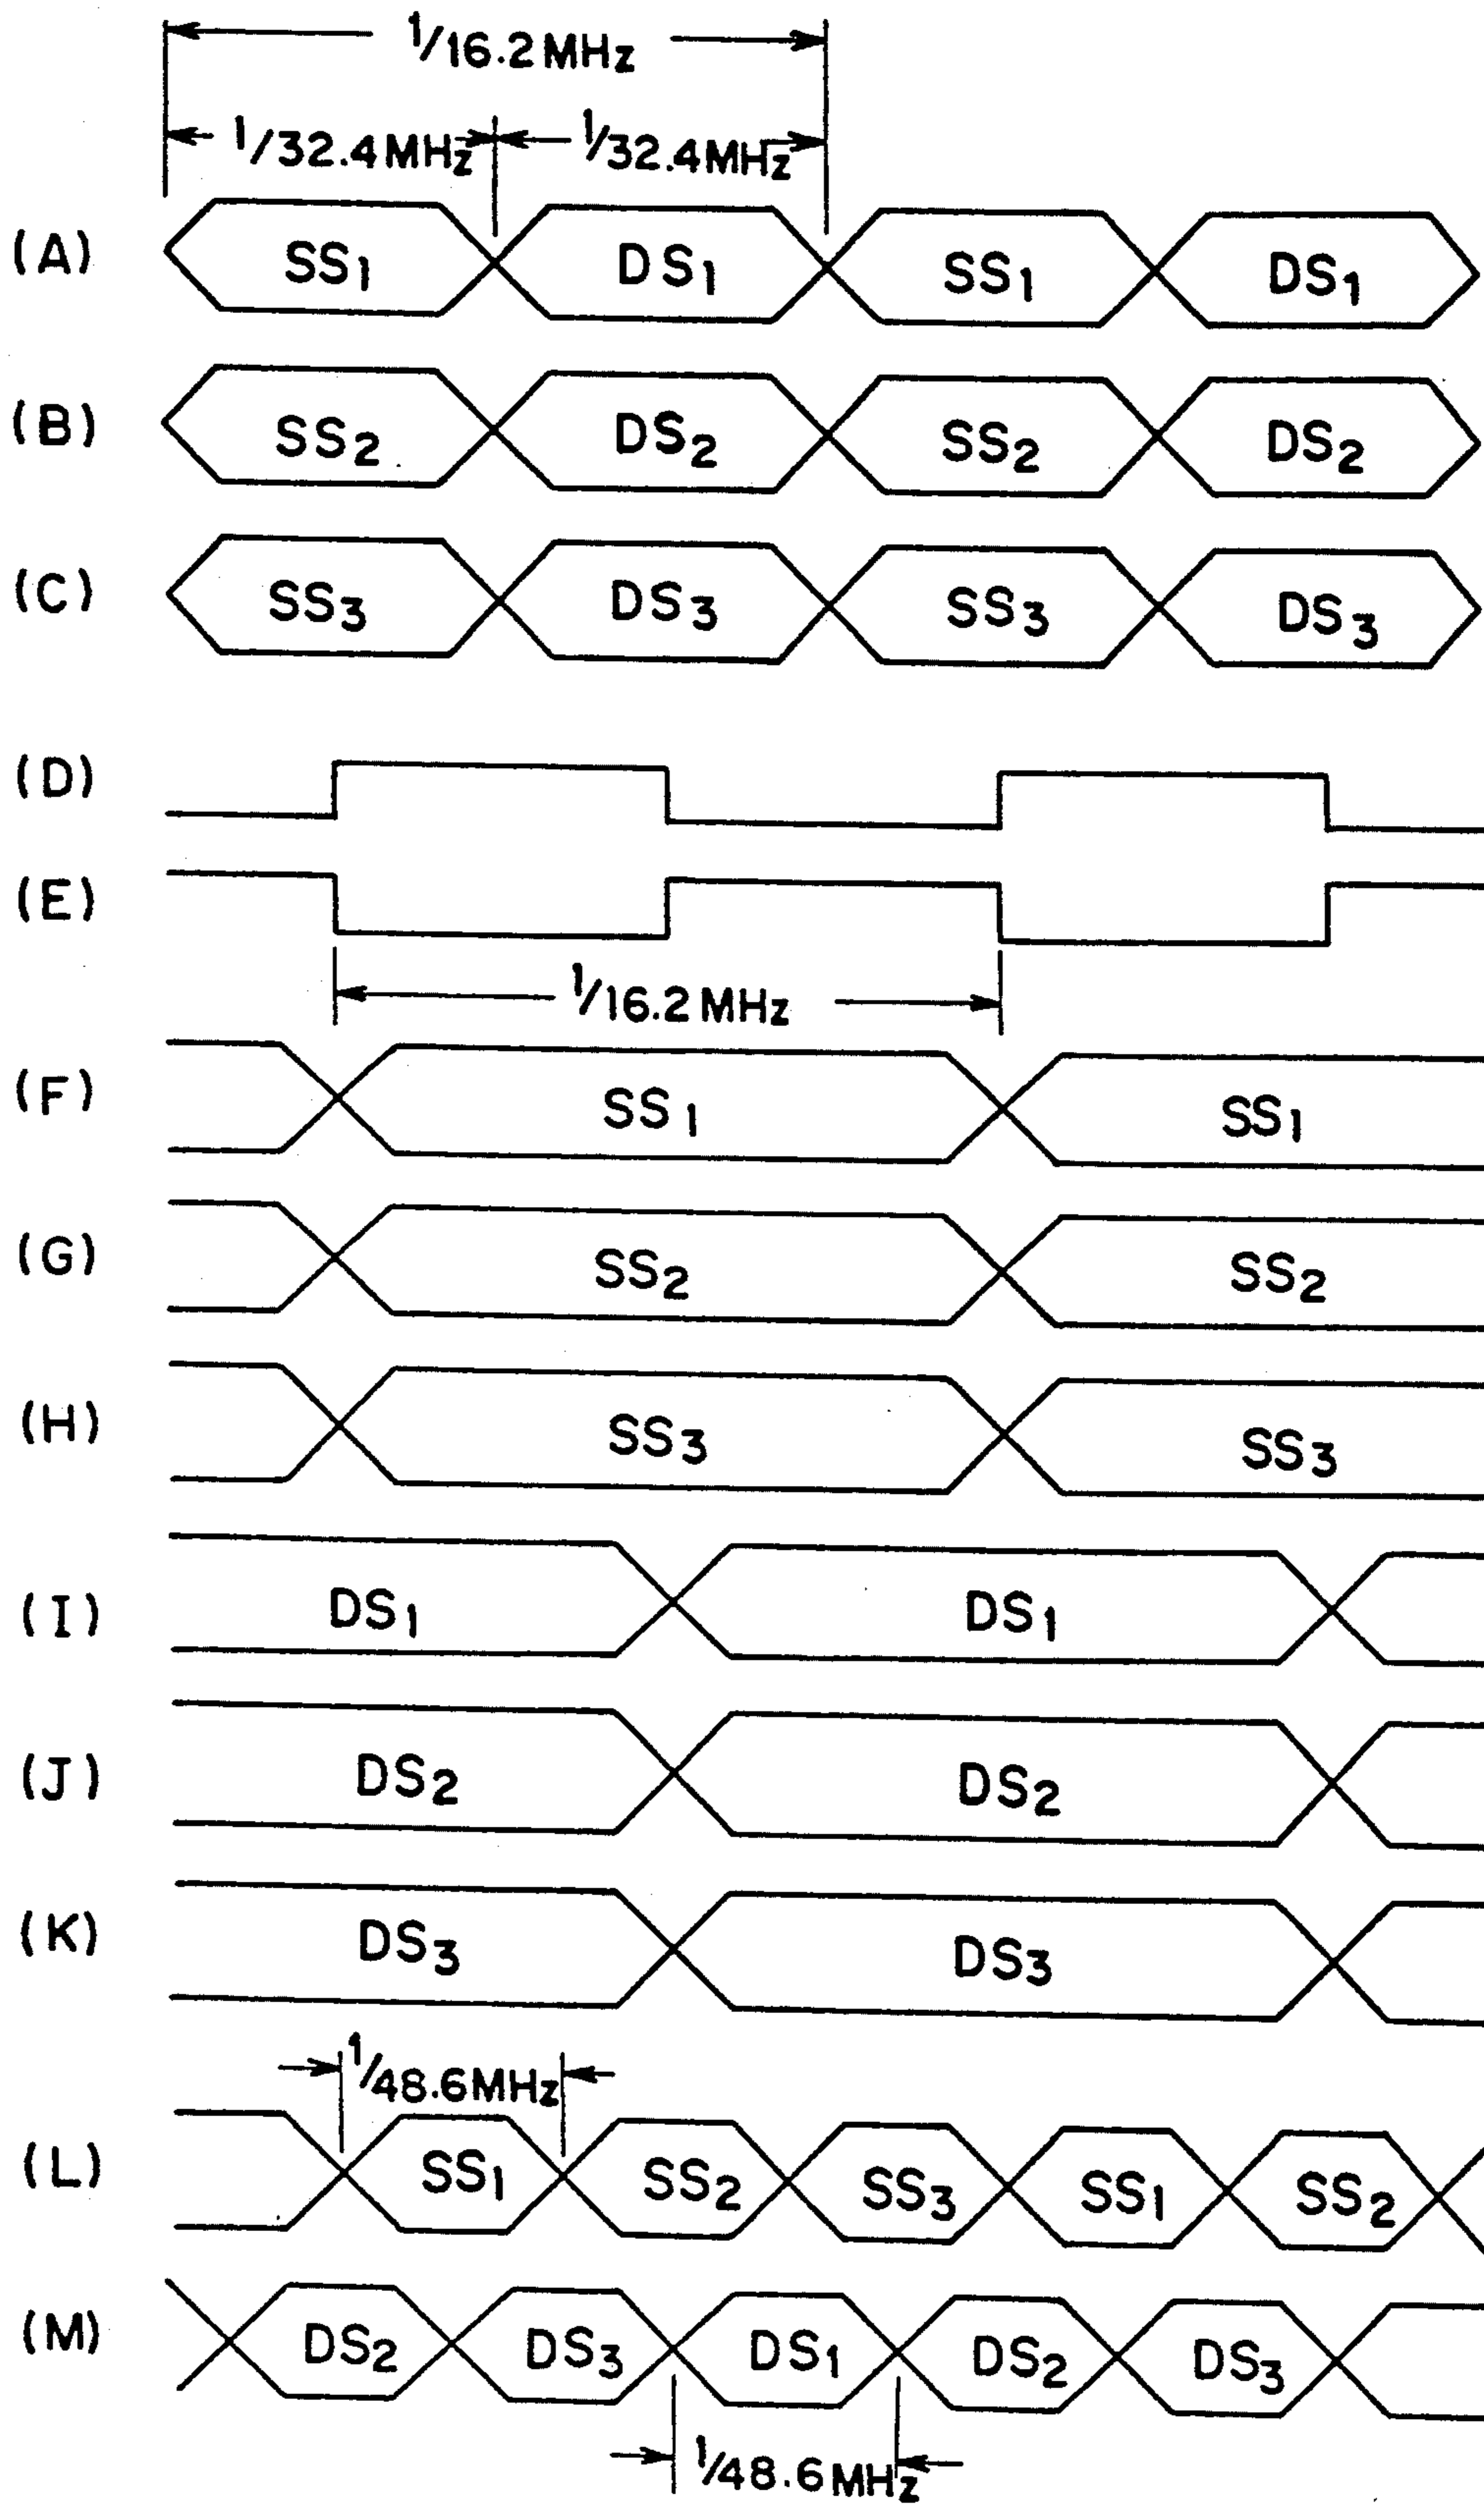 1/16.2MHz
1/32.4MHz 1/32.4MHz
(A) SS1 DS1 SS1 DS1
(B) SS2 DS2 SS2 DS2
(C) SS3 DS3 SS3 DS3
(D)
(E)
1/16.2MHz
(F) SS1 SS1
(G) SS2 SS2
(H) SS3 SS3
(I) DS1 DS1
(J) DS2 DS2
(K) DS3 DS3
1/48.6MHz
(L) SS1 SS2 SS3 SS1 SS2
(M) DS2 DS3 DS1 DS2 DS3
1/48.6MHz